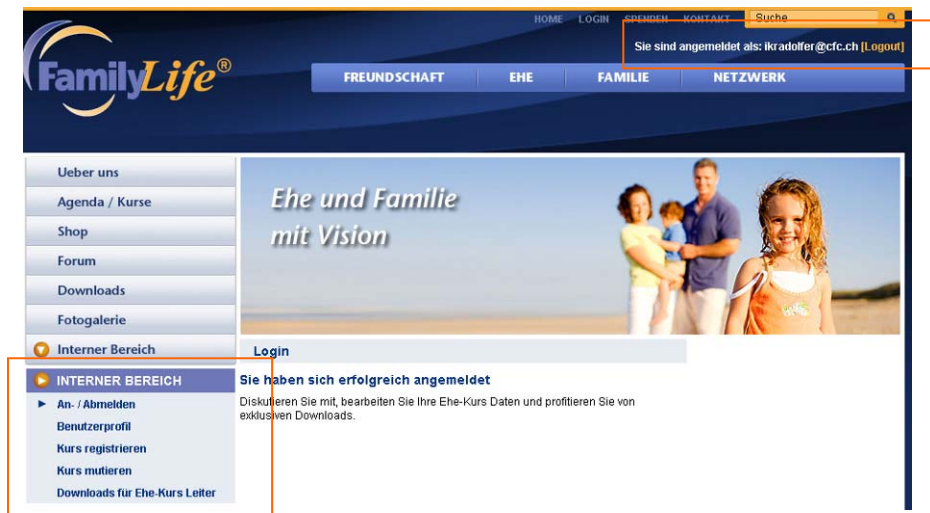 HOME LOGIN SPENDEN KONTAKT Suche
Sie sind angemeldet als: ikradolfer@cfc.ch [Logout]
FamilyLife®
FREUNDSCHAFT EHE FAMILIE NETZWERK
Ueber uns
Agenda / Kurse
Shop
Forum
Downloads
Fotogalerie
Interner Bereich
INTERNER BEREICH
An- / Abmelden
Benutzerprofil
Kurs registrieren
Kurs mutieren
Downloads für Ehe-Kurs Leiter
Ehe und Familie
mit Vision
Login
Sie haben sich erfolgreich angemeldet
Diskutieren Sie mit, bearbeiten Sie Ihre Ehe-Kurs Daten und profitieren Sie von
exklusiven Downloads.